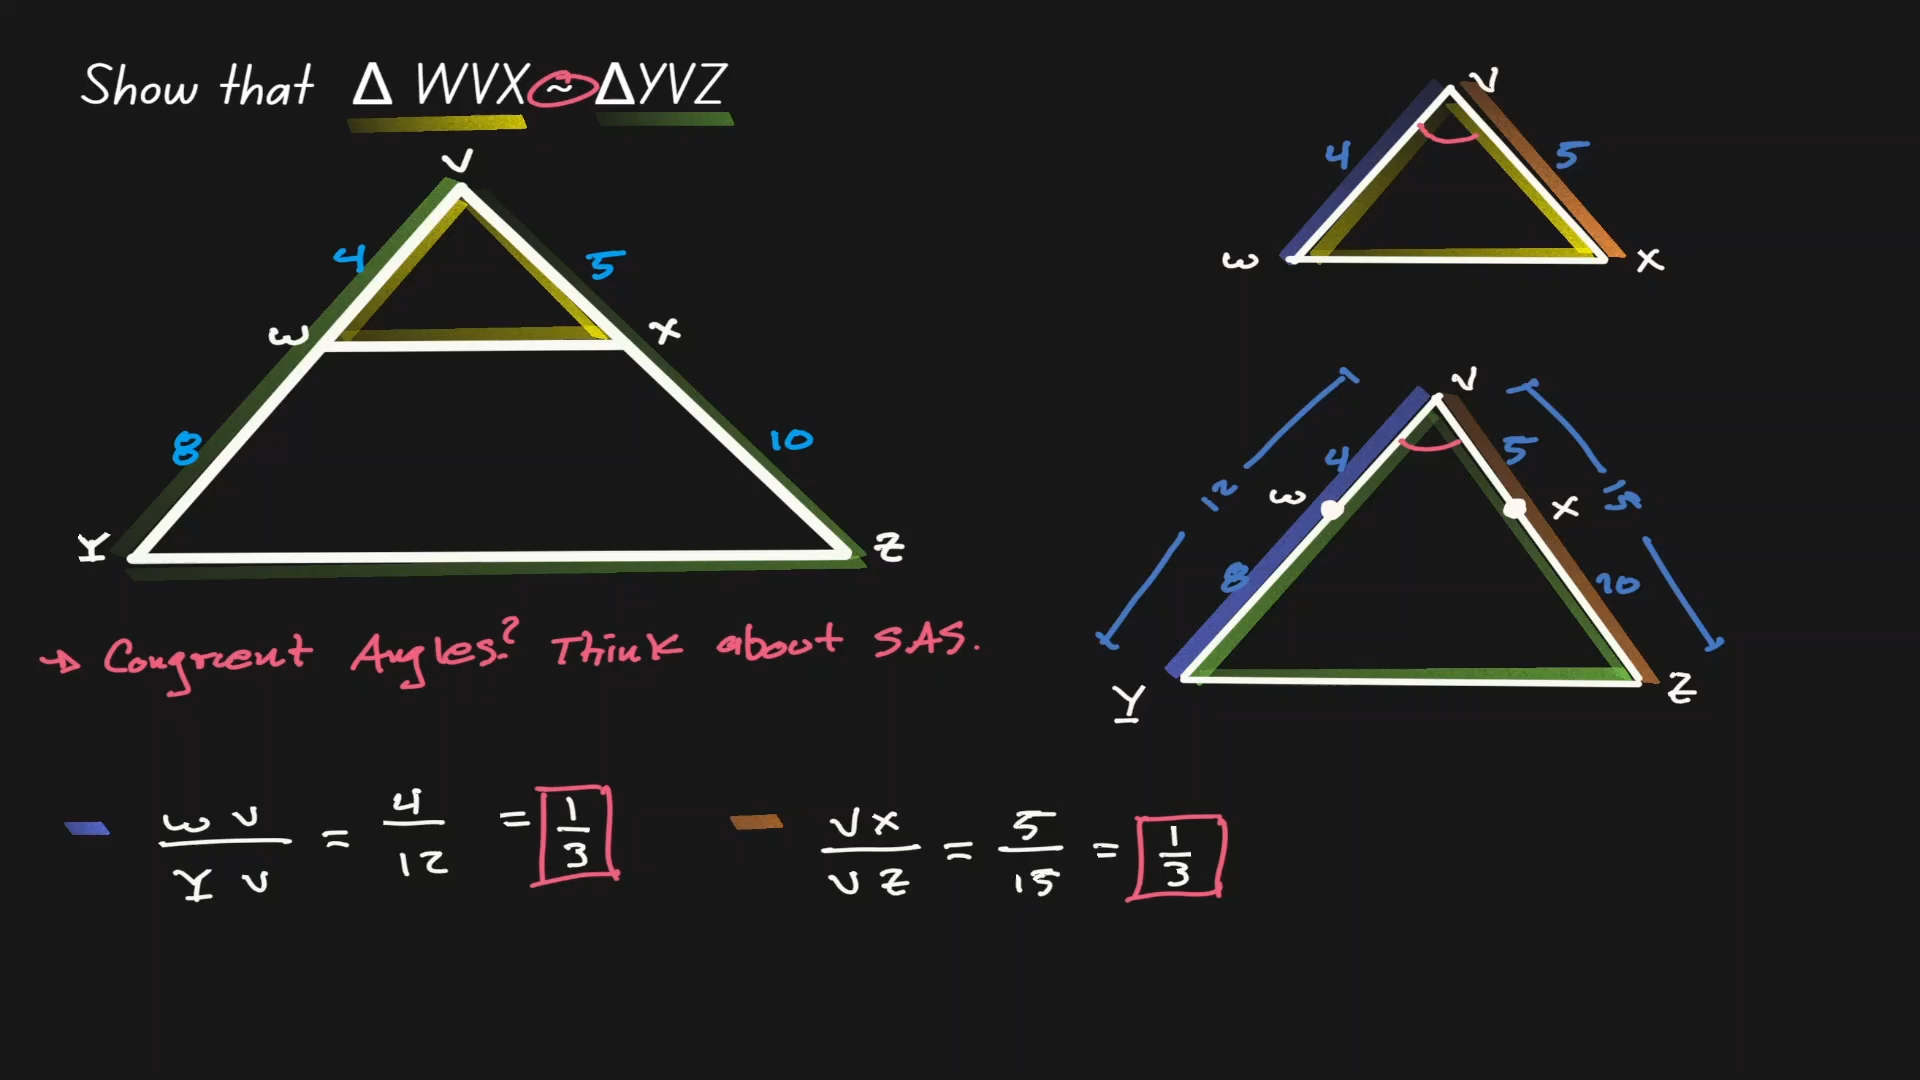 Show that Δ WVX ≈ ΔYVZ
V
4
5
W
X
8
10
Y
Z
V
4
5
W
X
V
4
5
12
W
X
15
8
10
Y
Z
→ Congruent Angles? Think about SAS.
WV/YV = 4/12 = 1/3
VX/VZ = 5/15 = 1/3